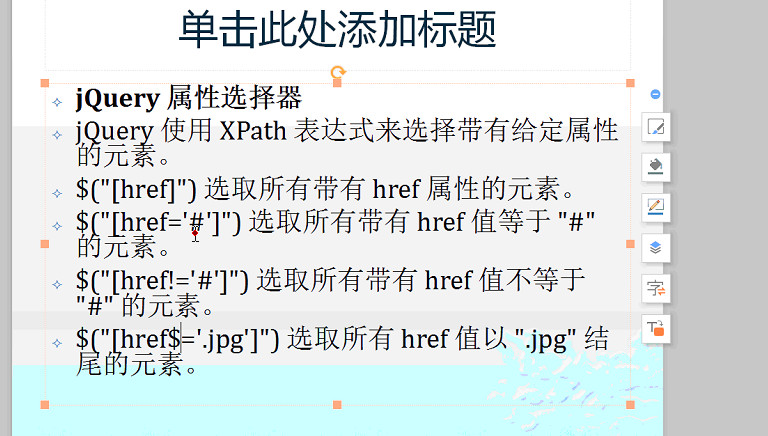 单击此处添加标题
jQuery 属性选择器
jQuery 使用 XPath 表达式来选择带有给定属性
的元素。
$("[href]") 选取所有带有 href 属性的元素。
$("[href='#']") 选取所有带有 href 值等于 "#"
的元素。
$("[href!='#']") 选取所有带有 href 值不等于
"#" 的元素。
$("[href$='.jpg']") 选取所有 href 值以 ".jpg" 结
尾的元素。
字
T